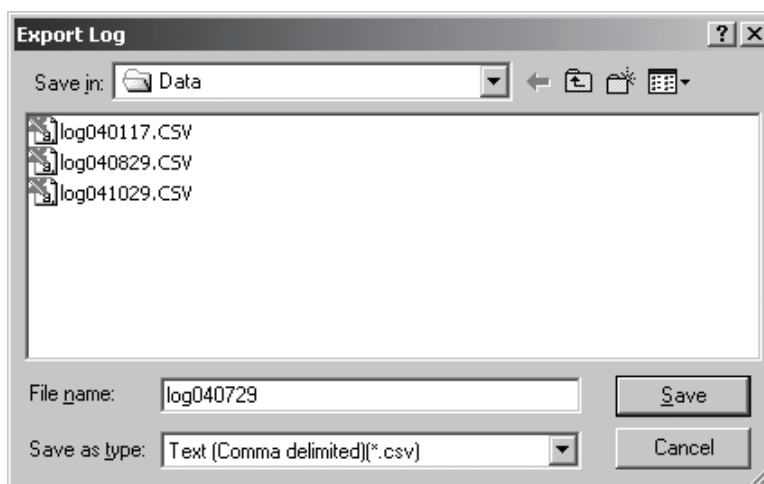 Export Log
Save in: Data
log040117.CSV
log040829.CSV
log041029.CSV
File name: log040729 Save
Save as type: Text (Comma delimited)(*.csv) Cancel